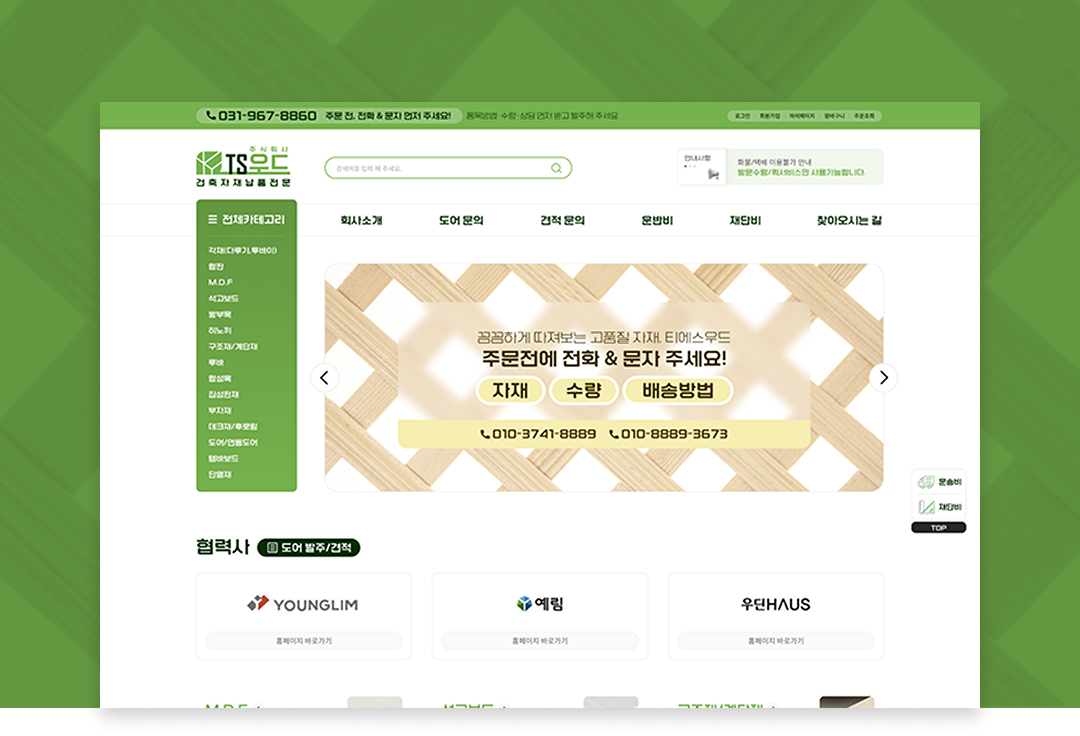 031-967-8860 주문 전, 전화 & 문자 먼저 주세요! 품목방법·수량·상담 먼저 받고 발주해 주세요
로그인 회원가입 마이페이지 장바구니 주문조회
주식회사
TS우드
건축자재납품전문
검색어를 입력 해 주세요.
안내사항
화물/택배 이용불가 안내
방문수령/퀵서비스만 사용가능합니다.
전체카테고리
회사소개 도어 문의 견적 문의 운반비 재단비 찾아오시는 길
각재(다루기,투바이)
합판
M.D.F
석고보드
방부목
히노끼
구조재/계단재
루바
합성목
집성판재
부자재
데크재/후로링
도어/연동도어
템바보드
단열재
꼼꼼하게 따져보는 고품질 자재, 티에스우드
주문전에 전화 & 문자 주세요!
자재 수량 배송방법
010-3741-8889 010-8889-3673
운송비
재단비
TOP
협력사 도어 발주/견적
YOUNGLIM
예림
우딘HAUS
홈페이지 바로가기
홈페이지 바로가기
홈페이지 바로가기
M.D.F
석고보드
구조재/계단재